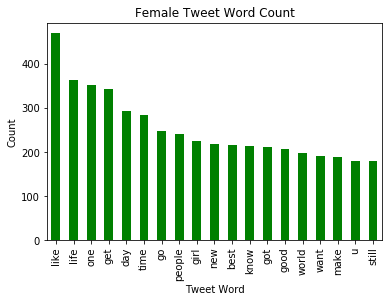 Female Tweet Word Count
Count
400
300
200
100
0
like
life
one
get
day
time
go
people
girl
new
best
know
got
good
world
want
make
u
still
Tweet Word